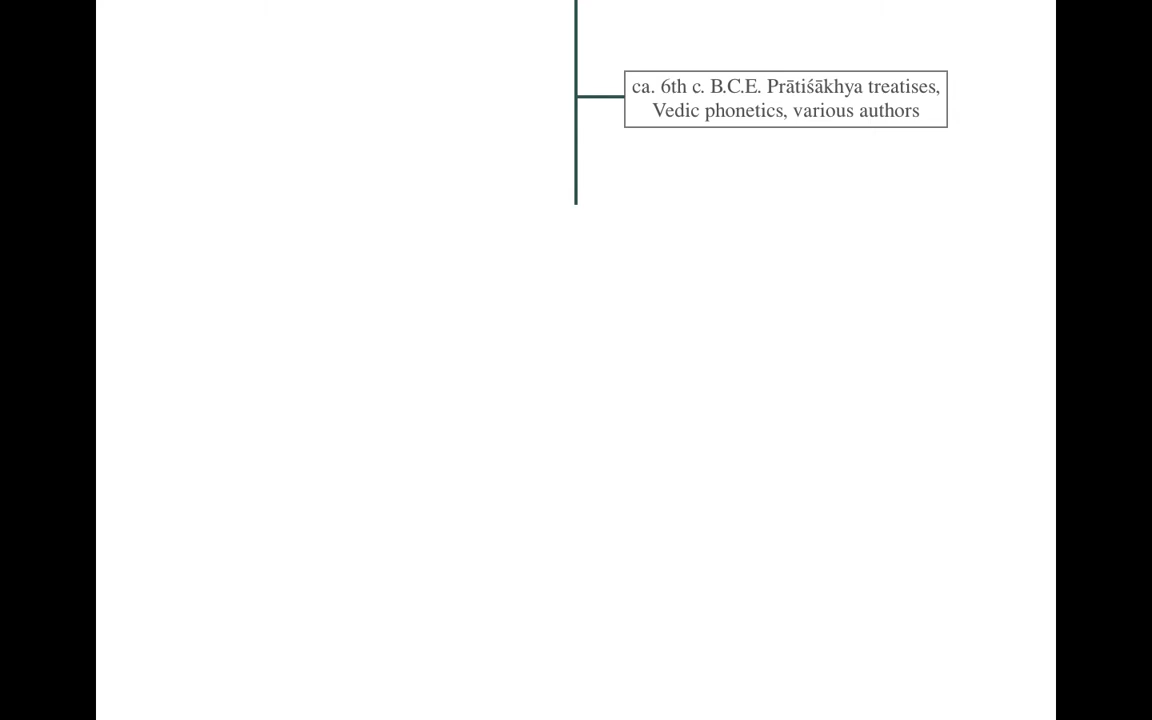 ca. 6th c. B.C.E. Prātiśākhya treatises,
Vedic phonetics, various authors